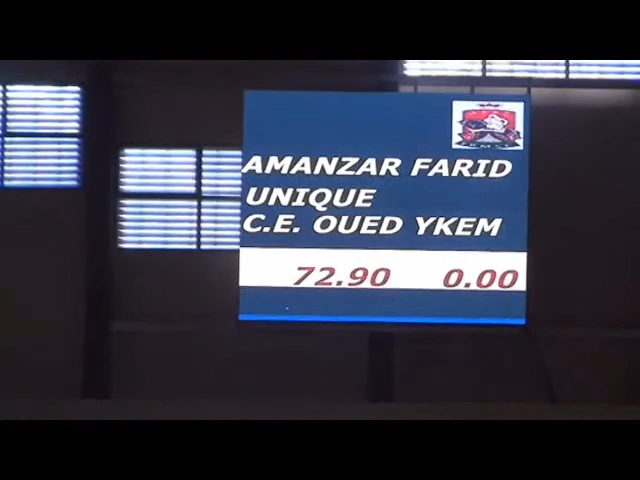 AMANZAR FARID
UNIQUE
C.E. OUED YKEM
72.90 0.00